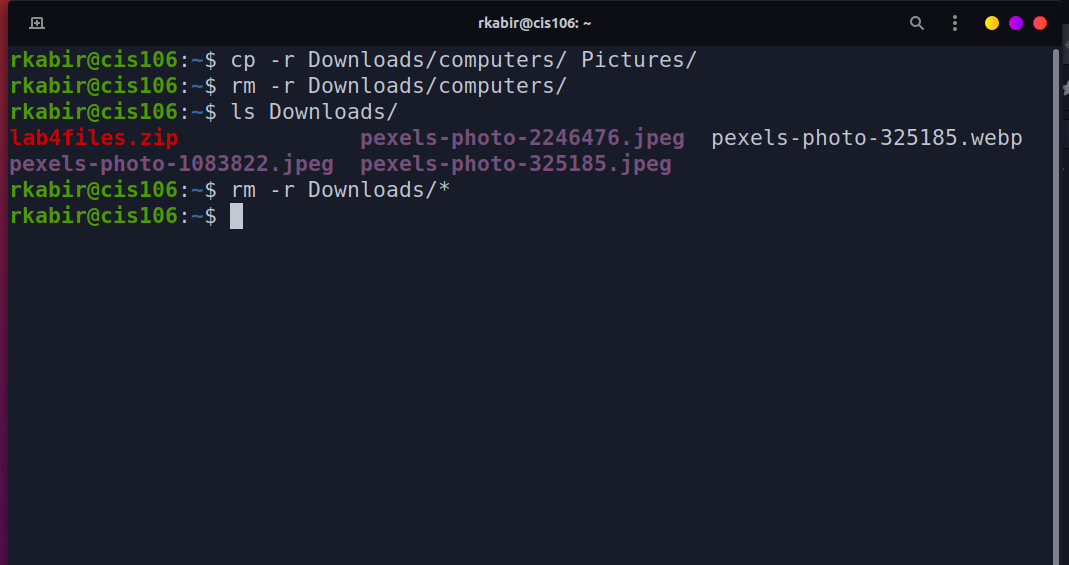 rkabir@cis106: ~
rkabir@cis106:~$ cp -r Downloads/computers/ Pictures/
rkabir@cis106:~$ rm -r Downloads/computers/
rkabir@cis106:~$ ls Downloads/
lab4files.zip              pexels-photo-2246476.jpeg  pexels-photo-325185.webp
pexels-photo-1083822.jpeg  pexels-photo-325185.jpeg
rkabir@cis106:~$ rm -r Downloads/*
rkabir@cis106:~$